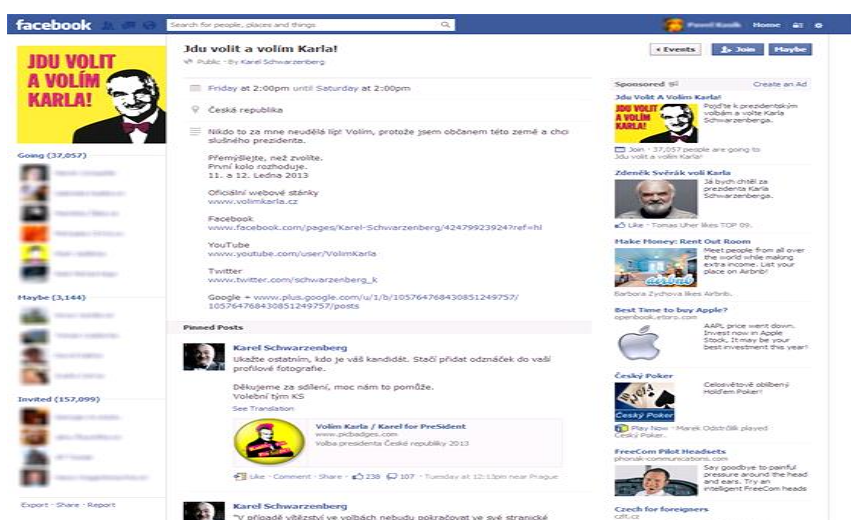 facebook
Search for people, places and things
Home
JDU VOLIT
A VOLÍM
KARLA!
Going (37,057)
Maybe (3,144)
Invited (157,099)
Export · Share · Report
Jdu volit a volím Karla!
Public · By Karel Schwarzenberg
Events
Join
Maybe
Friday at 2:00pm until Saturday at 2:00pm
Česká republika
Nikdo to za mne neudělá líp! Volím, protože jsem občanem této země a chci
slušného prezidenta.
Přemýšlejte, než zvolíte.
První kolo rozhoduje.
11. a 12. Ledna 2013
Oficiální webové stánky
www.volimkarla.cz
Facebook
www.facebook.com/pages/Karel-Schwarzenberg/42479923924?ref=hl
YouTube
www.youtube.com/user/VolimKarla
Twitter
www.twitter.com/schwarzenberg_k
Google + www.plus.google.com/u/1/b/105764768430851249757/
105764768430851249757/posts
Pinned Posts
Karel Schwarzenberg
Ukažte ostatním, kdo je váš kandidát. Stačí přidat odznáček do vaší
profilové fotografie.
Děkujeme za sdílení, moc nám to pomůže.
Volební tým KS
See Translation
Volím Karla / Karel for PreSident
www.picbadges.com
Volba presidenta České republiky 2013
Like · Comment · Share · 238 107 · Tuesday at 12:13pm near Prague
Karel Schwarzenberg
"V případě vítězství ve volbách nebudu pokračovat ve své stranické
Sponsored
Create an Ad
Jdu Volit A Volím Karla!
JDU VOLIT
A VOLÍM
KARLA!
Pojďte k prezidentským
volbám a volte Karla
Schwarzenberga.
Join · 37,057 people are going to
Jdu volit a volím Karla!
Zdeněk Svěrák volí Karla
Já bych chtěl za
prezidenta Karla
Schwarzenberga.
Like · Tomas Uher likes TOP 09.
Make Money: Rent Out Room
Meet people from all over
the world while making
extra income. List your
place on Airbnb!
airbnb
Barbora Zychova likes Airbnb.
Best Time to buy Apple?
openbook.etoro.com
AAPL price went down.
Invest now in Apple
Stock, It may be your
best investment this year!
Český Poker
Celosvětově oblíbený
Hold'em Poker!
Český Poker
Play Now · Marek Odstrčilík played
Český Poker.
FreeCom Pilot Headsets
phonak-communications.com
Say goodbye to painful
pressure around the head
and ears. Try an
intelligent FreeCom heads
Czech for foreigners
czlt.cz